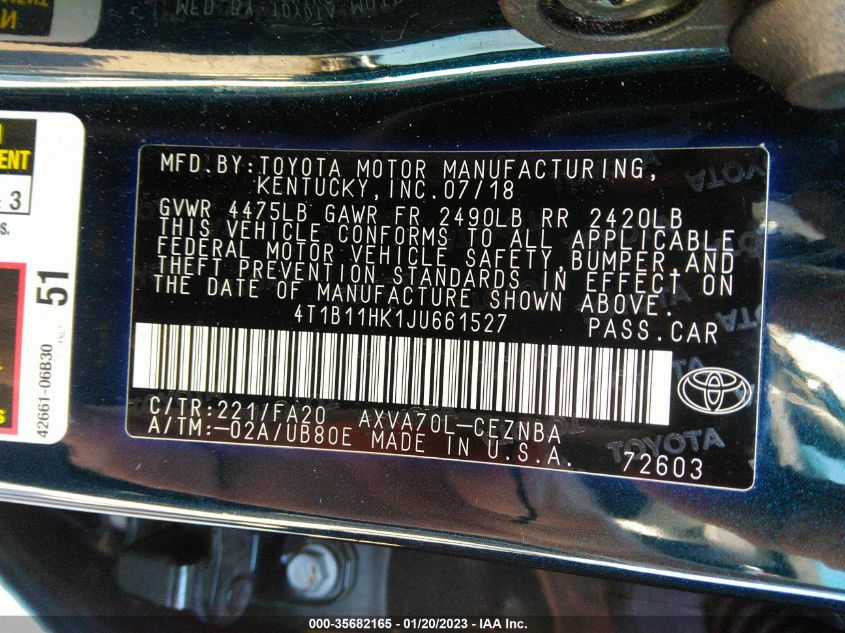 MFD.BY:TOYOTA MOTOR MANUFACTURING,
KENTUCKY,INC.07/18
GVWR 4475LB GAWR FR 2490LB RR 2420LB
THIS VEHICLE CONFORMS TO ALL APPLICABLE
FEDERAL MOTOR VEHICLE SAFETY,BUMPER,AND
THEFT PREVENTION STANDARDS IN EFFECT ON
THE DATE OF MANUFACTURE SHOWN ABOVE.
4T1B11HK1JU661527 PASS.CAR
C/TR:221/FA20 AXVA70L-CEZNBA
A/TM:-02A/UB80E MADE IN U.S.A. 72603
TOYOTA
51
42661-06B30
3
000-35682165 - 01/20/2023 - IAA Inc.